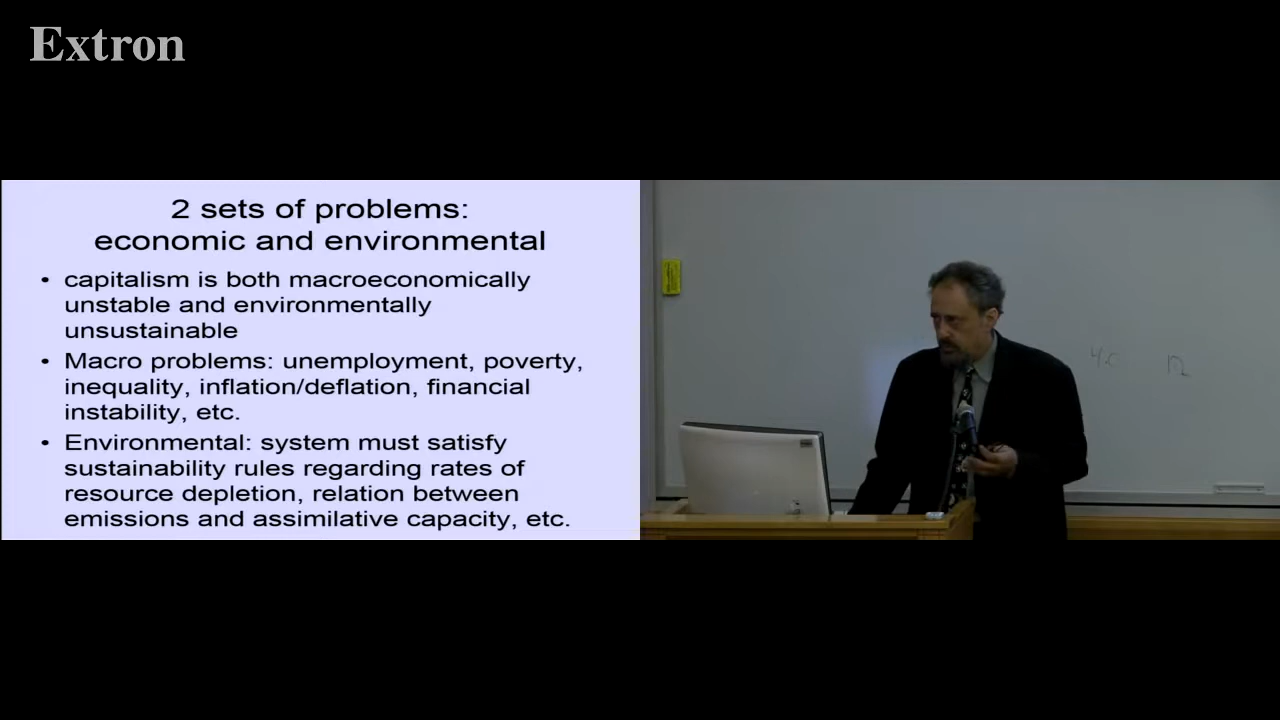 Extron
2 sets of problems:
economic and environmental
• capitalism is both macroeconomically
unstable and environmentally
unsustainable
• Macro problems: unemployment, poverty,
inequality, inflation/deflation, financial
instability, etc.
• Environmental: system must satisfy
sustainability rules regarding rates of
resource depletion, relation between
emissions and assimilative capacity, etc.